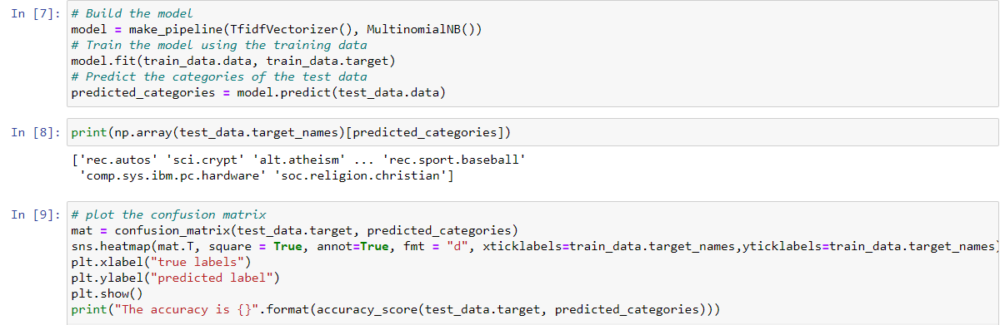 In [7]: # Build the model
model = make_pipeline(TfidfVectorizer(), MultinomialNB())
# Train the model using the training data
model.fit(train_data.data, train_data.target)
# Predict the categories of the test data
predicted_categories = model.predict(test_data.data)
In [8]: print(np.array(test_data.target_names)[predicted_categories])
['rec.autos' 'sci.crypt' 'alt.atheism' ... 'rec.sport.baseball'
'comp.sys.ibm.pc.hardware' 'soc.religion.christian']
In [9]: # plot the confusion matrix
mat = confusion_matrix(test_data.target, predicted_categories)
sns.heatmap(mat.T, square = True, annot=True, fmt = "d", xticklabels=train_data.target_names,yticklabels=train_data.target_names)
plt.xlabel("true labels")
plt.ylabel("predicted label")
plt.show()
print("The accuracy is {}".format(accuracy_score(test_data.target, predicted_categories)))